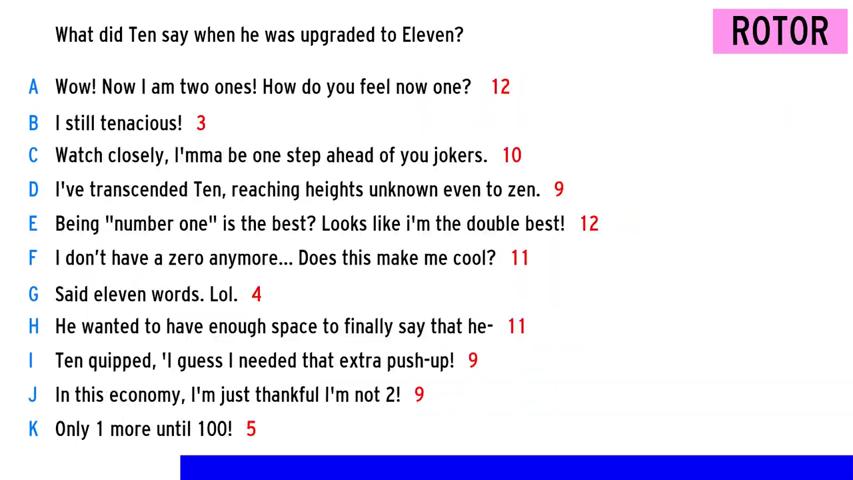 What did Ten say when he was upgraded to Eleven?
ROTOR
A Wow! Now I am two ones! How do you feel now one? 12
B I still tenacious! 3
C Watch closely, I'mma be one step ahead of you jokers. 10
D I've transcended Ten, reaching heights unknown even to zen. 9
E Being "number one" is the best? Looks like i'm the double best! 12
F I don’t have a zero anymore... Does this make me cool? 11
G Said eleven words. Lol. 4
H He wanted to have enough space to finally say that he- 11
I Ten quipped, 'I guess I needed that extra push-up! 9
J In this economy, I'm just thankful I'm not 2! 9
K Only 1 more until 100! 5